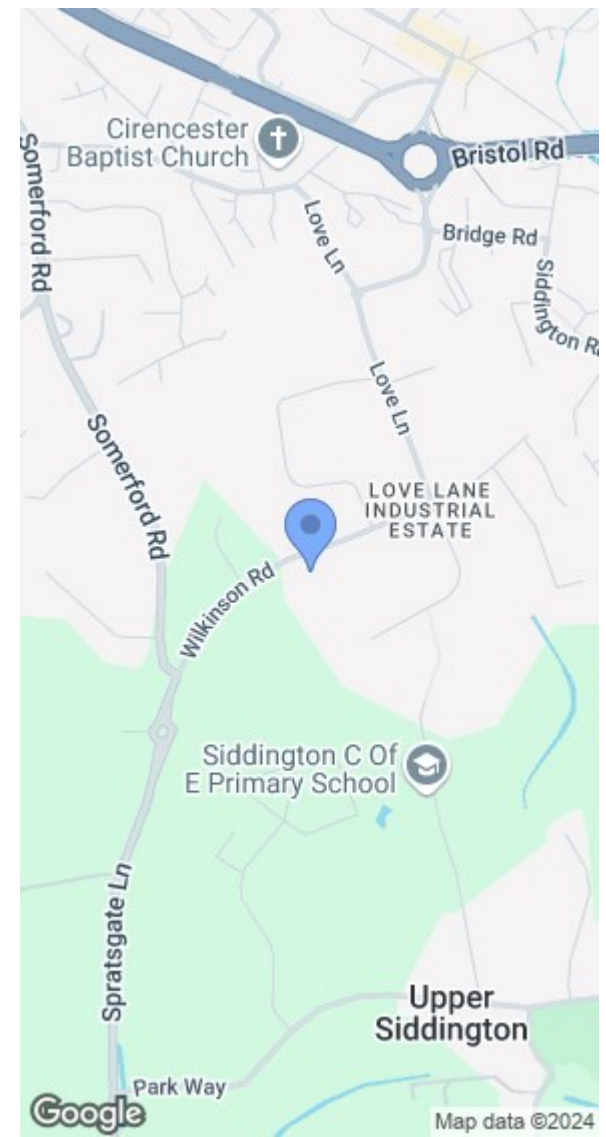 Cirencester
Baptist Church
Bristol Rd
Somerford Rd
Love Ln
Bridge Rd
Siddington Rd
Love Ln
Somerford Rd
LOVE LANE
INDUSTRIAL
ESTATE
Wilkinson Rd
Siddington C Of
E Primary School
Spratsgate Ln
Upper
Siddington
Park Way
Google
Map data ©2024